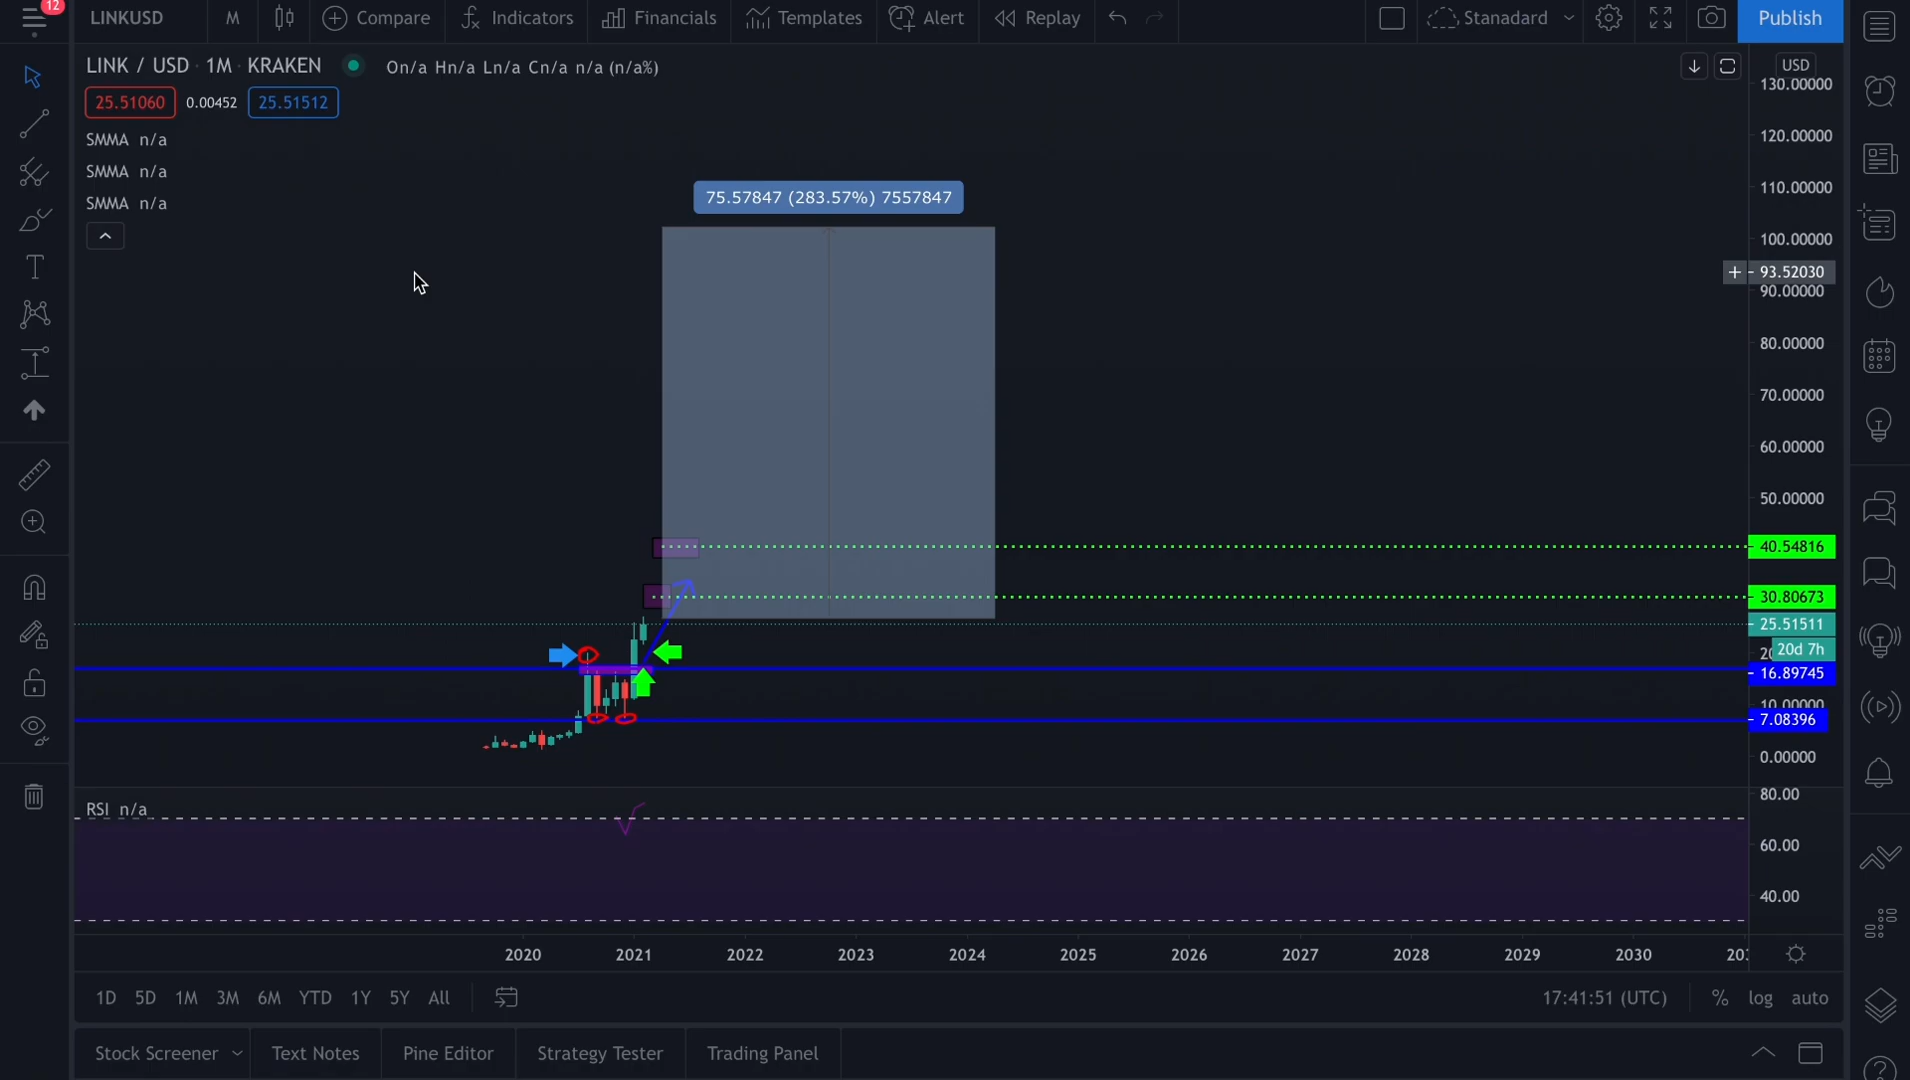 12
LINKUSD M Compare Indicators Financials Templates Alert Replay Stanadard Publish
LINK / USD · 1M · KRAKEN On/a Hn/a Ln/a Cn/a n/a (n/a%)
25.51060 0.00452 25.51512
SMMA n/a
SMMA n/a
SMMA n/a
75.57847 (283.57%) 7557847
USD
130.00000
120.00000
110.00000
100.00000
93.52030
90.00000
80.00000
70.00000
60.00000
50.00000
40.54816
30.80673
25.51511
20d 7h
16.89745
10.00000
7.08396
0.00000
RSI n/a
80.00
60.00
40.00
2020 2021 2022 2023 2024 2025 2026 2027 2028 2029 2030
1D 5D 1M 3M 6M YTD 1Y 5Y All 17:41:51 (UTC) % log auto
Stock Screener Text Notes Pine Editor Strategy Tester Trading Panel